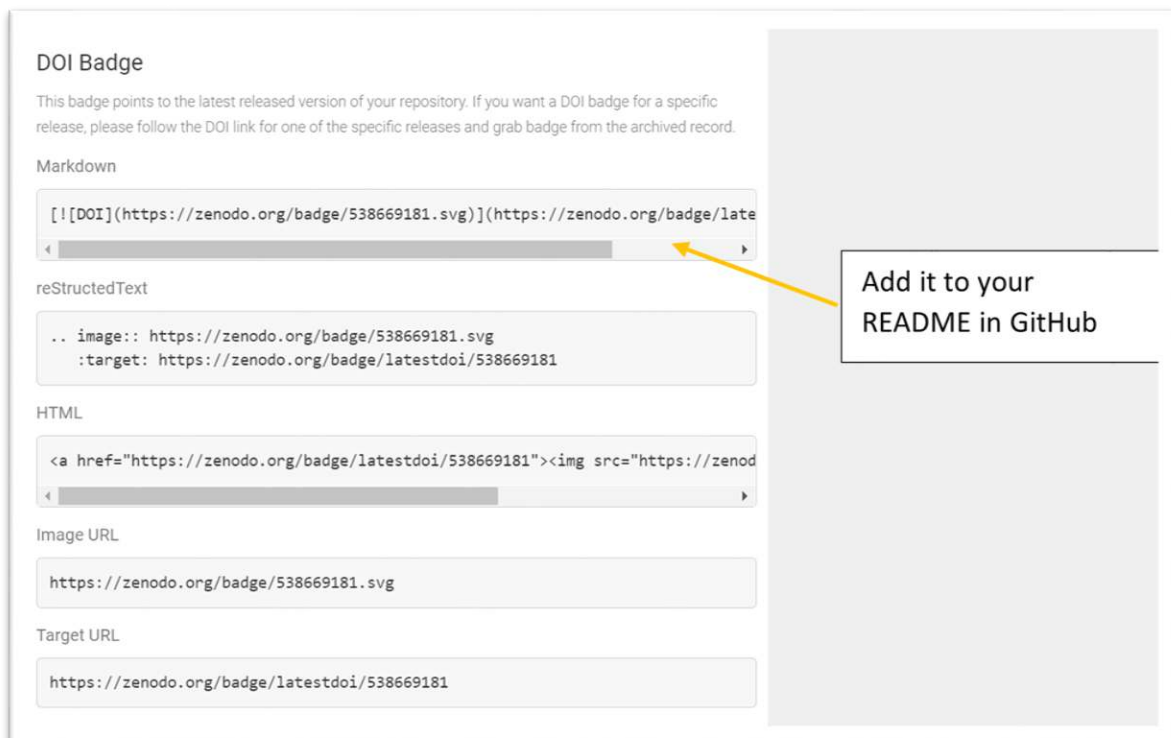 DOI Badge
This badge points to the latest released version of your repository. If you want a DOI badge for a specific
release, please follow the DOI link for one of the specific releases and grab badge from the archived record.
Markdown
[![DOI](https://zenodo.org/badge/538669181.svg)](https://zenodo.org/badge/late
Add it to your
README in GitHub
reStructedText
.. image:: https://zenodo.org/badge/538669181.svg
:target: https://zenodo.org/badge/latestdoi/538669181
HTML
<a href="https://zenodo.org/badge/latestdoi/538669181"><img src="https://zenod
Image URL
https://zenodo.org/badge/538669181.svg
Target URL
https://zenodo.org/badge/latestdoi/538669181